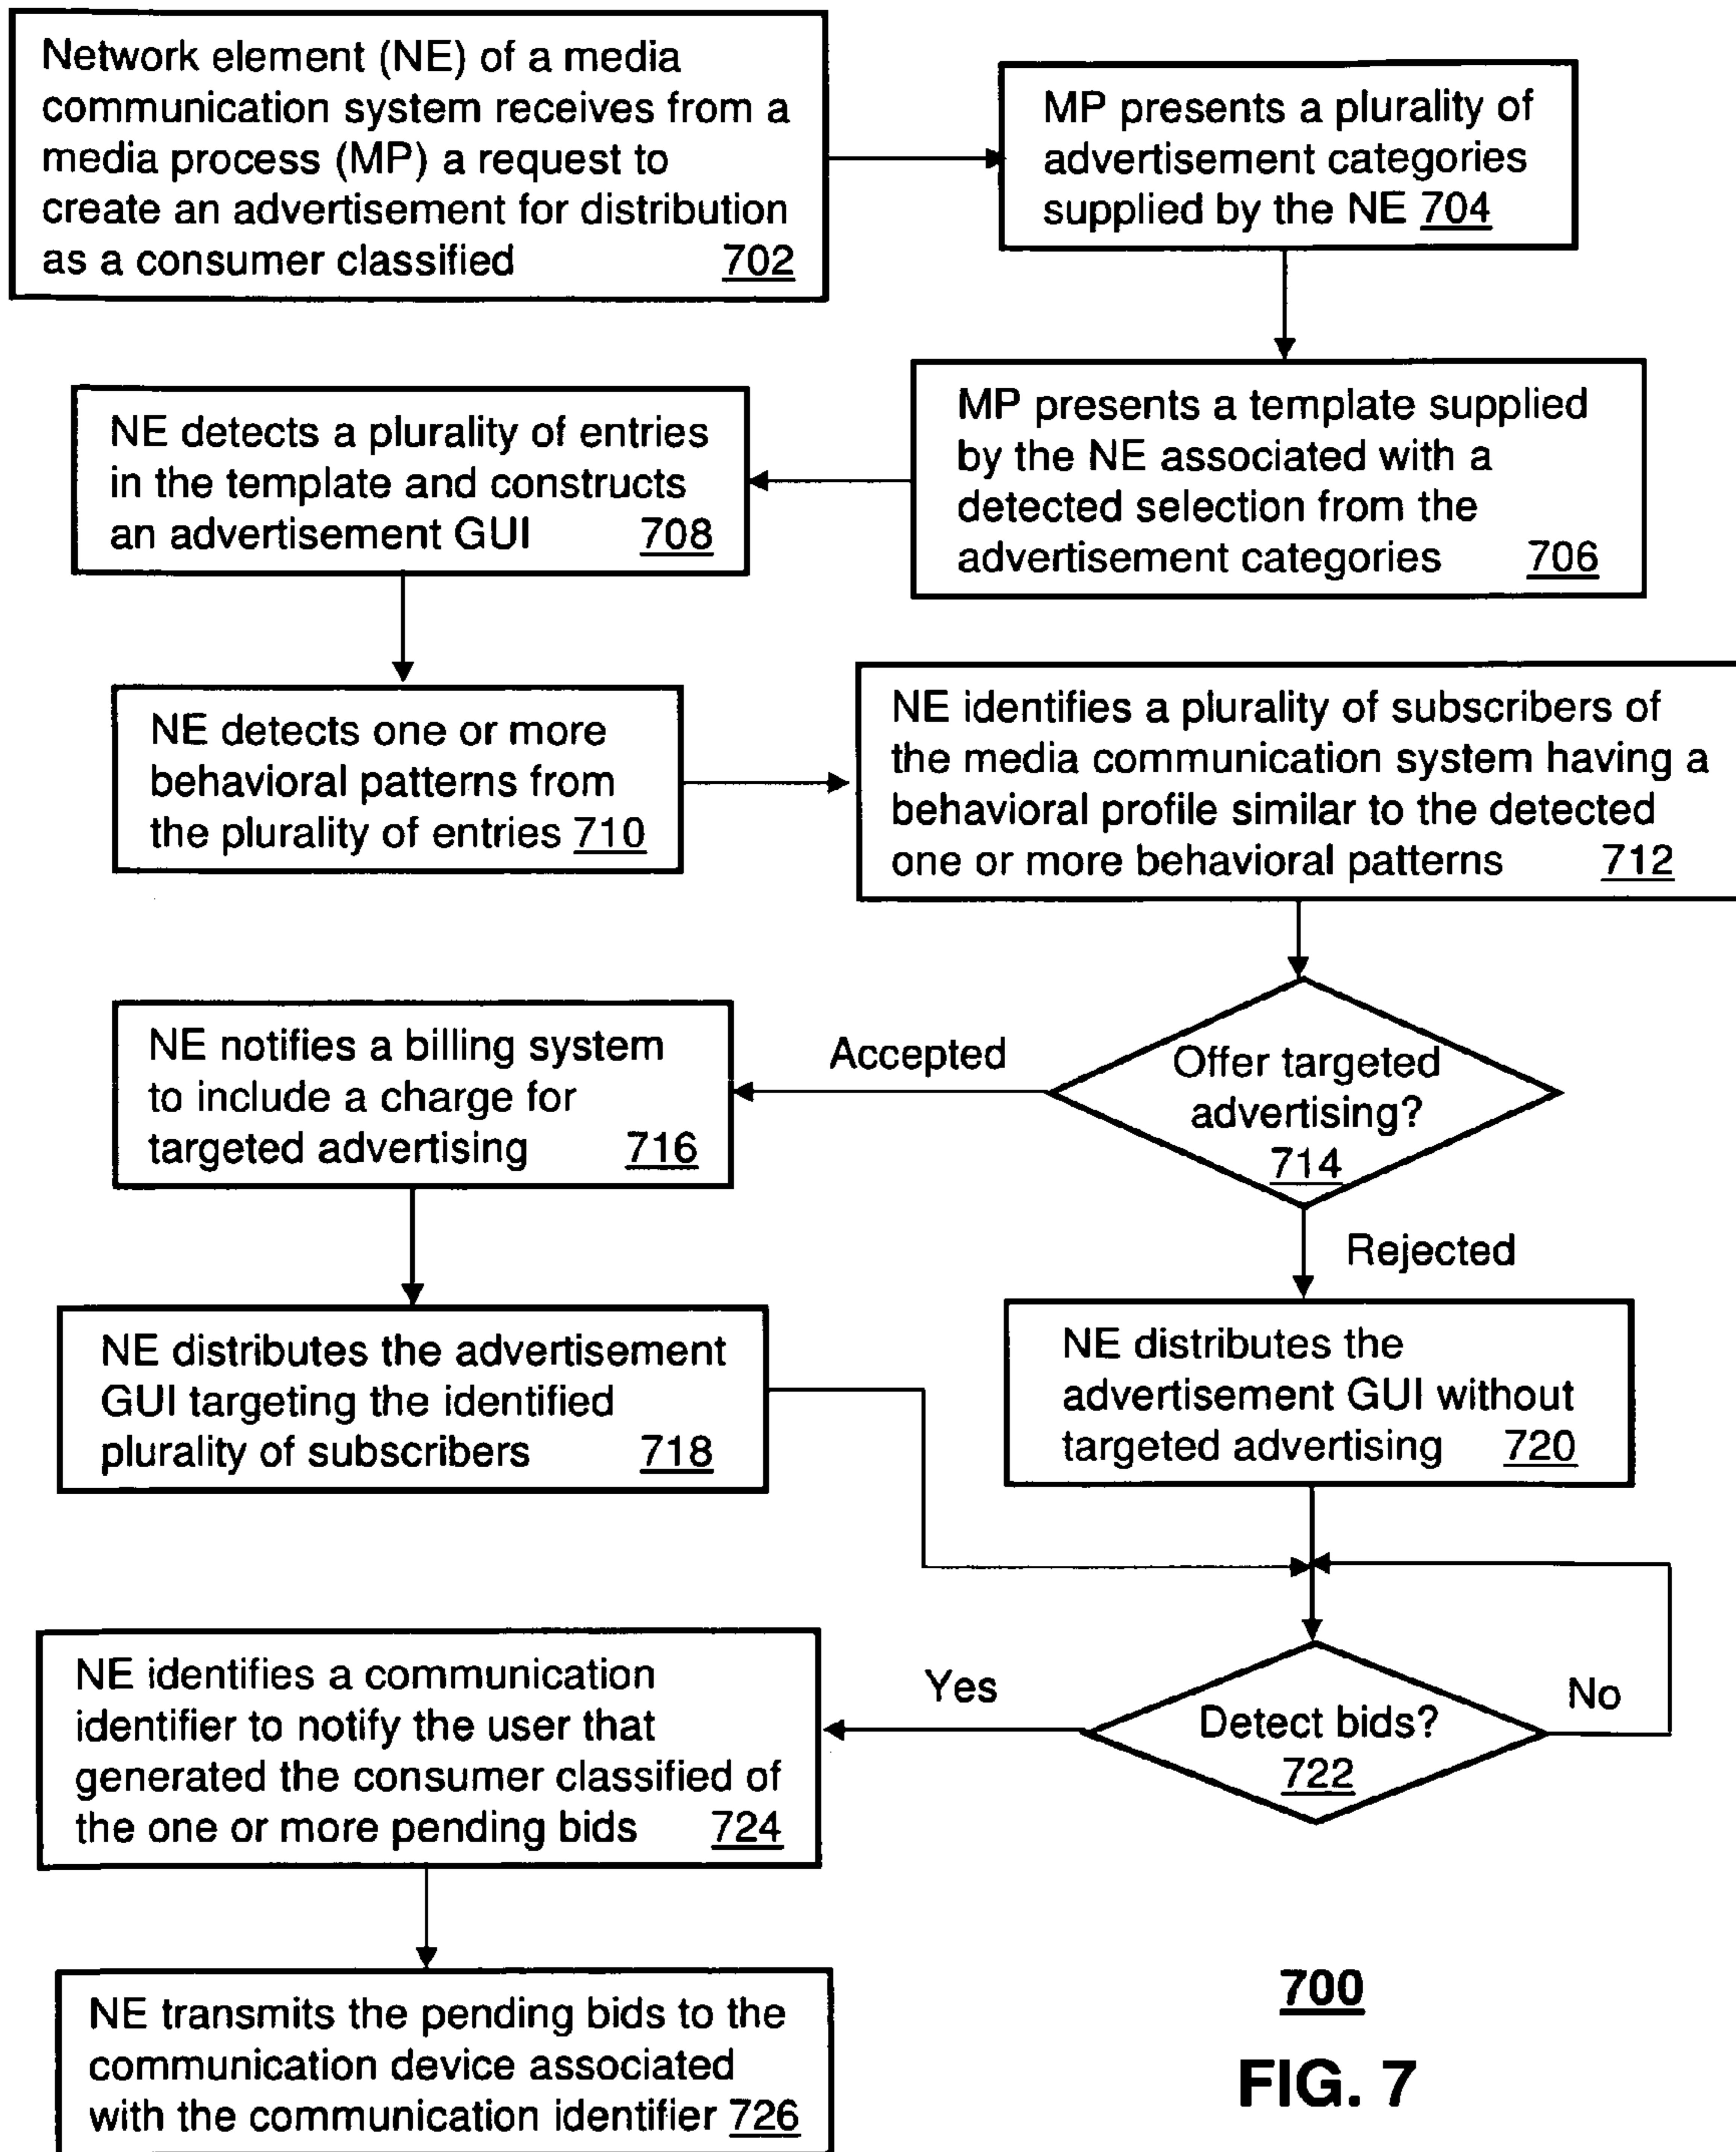 Network element (NE) of a media
communication system receives from a
media process (MP) a request to
create an advertisement for distribution
as a consumer classified 702
MP presents a plurality of
advertisement categories
supplied by the NE 704
MP presents a template supplied
by the NE associated with a
detected selection from the
advertisement categories 706
NE detects a plurality of entries
in the template and constructs
an advertisement GUI 708
NE detects one or more
behavioral patterns from
the plurality of entries 710
NE identifies a plurality of subscribers of
the media communication system having a
behavioral profile similar to the detected
one or more behavioral patterns 712
Offer targeted
advertising?
714
Accepted
NE notifies a billing system
to include a charge for
targeted advertising 716
Rejected
NE distributes the advertisement
GUI targeting the identified
plurality of subscribers 718
NE distributes the
advertisement GUI without
targeted advertising 720
Detect bids?
722
No
Yes
NE identifies a communication
identifier to notify the user that
generated the consumer classified of
the one or more pending bids 724
NE transmits the pending bids to the
communication device associated
with the communication identifier 726
700
FIG. 7